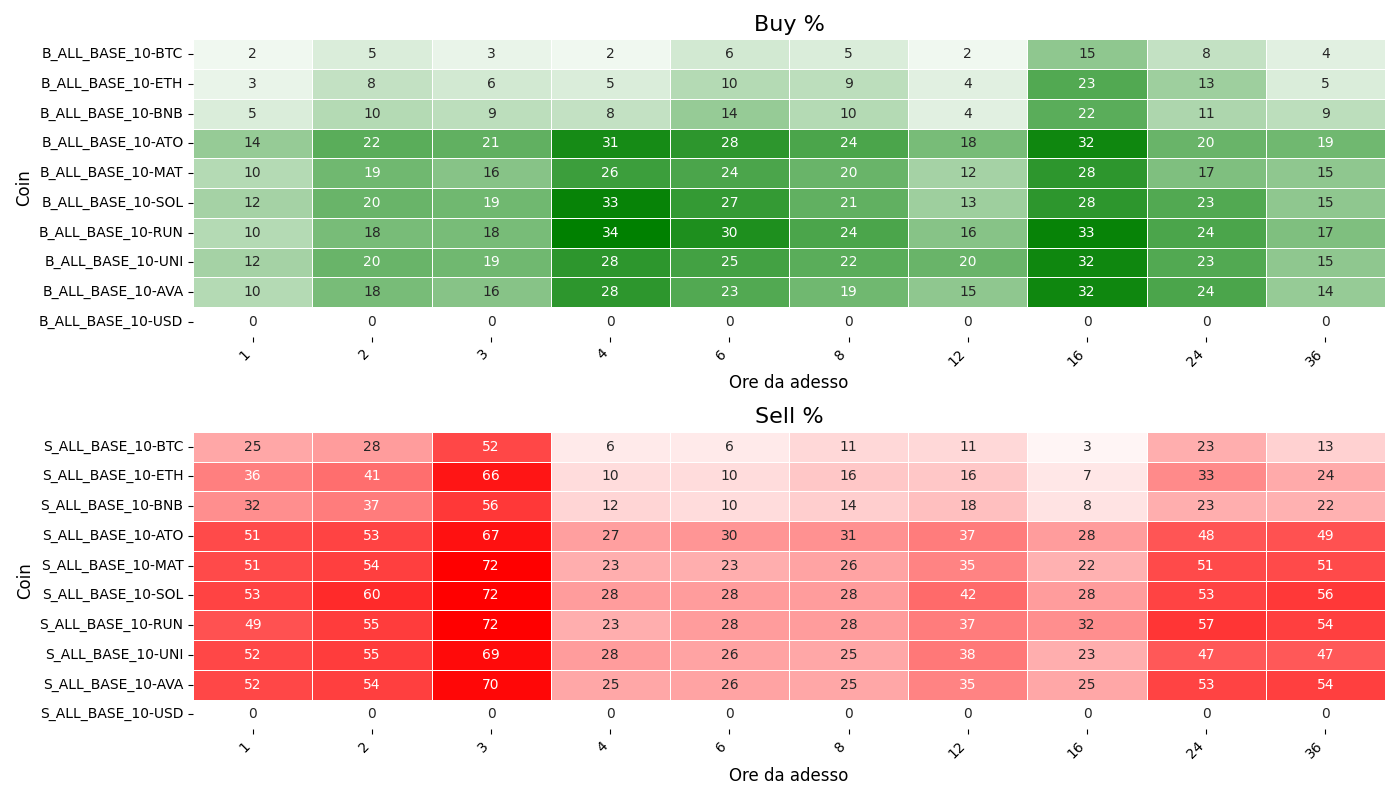 Buy %
Coin
B_ALL_BASE_10-BTC 2 5 3 2 6 5 2 15 8 4
B_ALL_BASE_10-ETH 3 8 6 5 10 9 4 23 13 5
B_ALL_BASE_10-BNB 5 10 9 8 14 10 4 22 11 9
B_ALL_BASE_10-ATO 14 22 21 31 28 24 18 32 20 19
B_ALL_BASE_10-MAT 10 19 16 26 24 20 12 28 17 15
B_ALL_BASE_10-SOL 12 20 19 33 27 21 13 28 23 15
B_ALL_BASE_10-RUN 10 18 18 34 30 24 16 33 24 17
B_ALL_BASE_10-UNI 12 20 19 28 25 22 20 32 23 15
B_ALL_BASE_10-AVA 10 18 16 28 23 19 15 32 24 14
B_ALL_BASE_10-USD 0 0 0 0 0 0 0 0 0 0
1 2 3 4 6 8 12 16 24 36
Ore da adesso
Sell %
Coin
S_ALL_BASE_10-BTC 25 28 52 6 6 11 11 3 23 13
S_ALL_BASE_10-ETH 36 41 66 10 10 16 16 7 33 24
S_ALL_BASE_10-BNB 32 37 56 12 10 14 18 8 23 22
S_ALL_BASE_10-ATO 51 53 67 27 30 31 37 28 48 49
S_ALL_BASE_10-MAT 51 54 72 23 23 26 35 22 51 51
S_ALL_BASE_10-SOL 53 60 72 28 28 28 42 28 53 56
S_ALL_BASE_10-RUN 49 55 72 23 28 28 37 32 57 54
S_ALL_BASE_10-UNI 52 55 69 28 26 25 38 23 47 47
S_ALL_BASE_10-AVA 52 54 70 25 26 25 35 25 53 54
S_ALL_BASE_10-USD 0 0 0 0 0 0 0 0 0 0
1 2 3 4 6 8 12 16 24 36
Ore da adesso